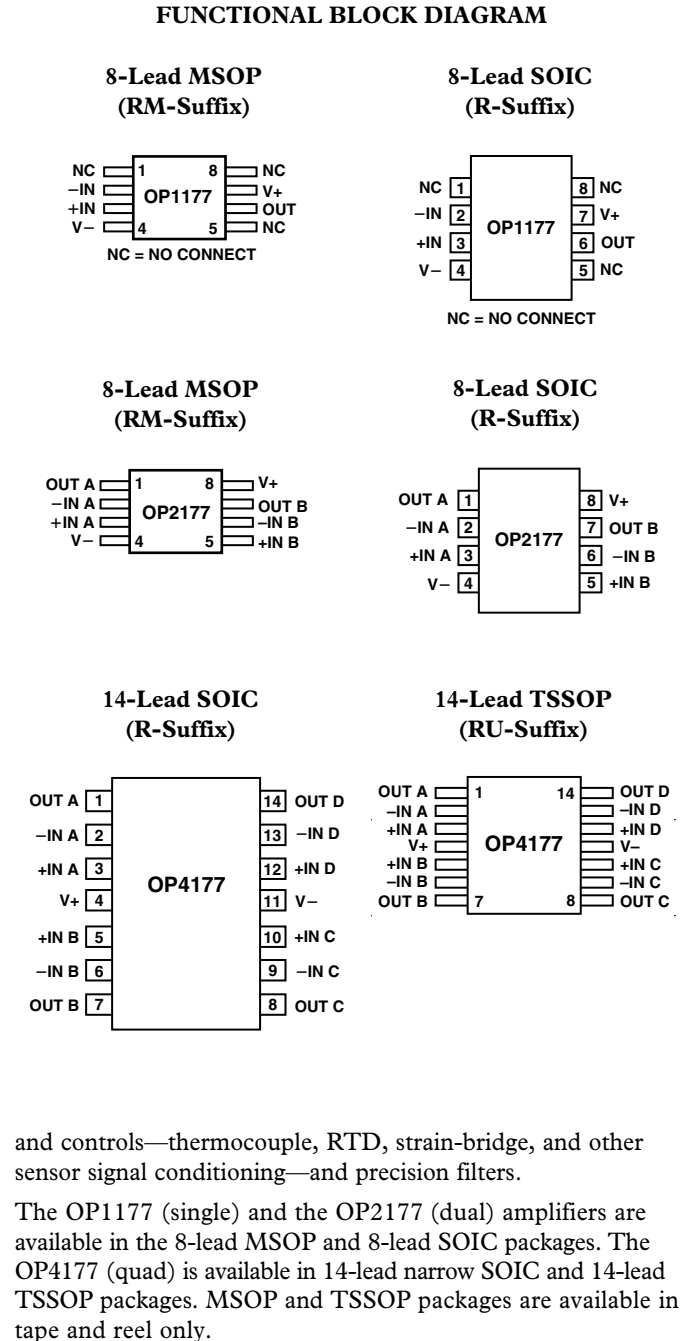 FUNCTIONAL BLOCK DIAGRAM
8-Lead MSOP
(RM-Suffix)
NC 1 8 NC
−IN V+
OP1177
+IN OUT
V− 4 5 NC
NC = NO CONNECT
8-Lead SOIC
(R-Suffix)
NC 1 8 NC
−IN 2 7 V+
OP1177
+IN 3 6 OUT
V− 4 5 NC
NC = NO CONNECT
8-Lead MSOP
(RM-Suffix)
OUT A 1 8 V+
−IN A OUT B
OP2177
+IN A −IN B
V− 4 5 +IN B
8-Lead SOIC
(R-Suffix)
OUT A 1 8 V+
−IN A 2 7 OUT B
OP2177
+IN A 3 6 −IN B
V− 4 5 +IN B
14-Lead SOIC
(R-Suffix)
OUT A 1 14 OUT D
−IN A 2 13 −IN D
+IN A 3 12 +IN D
OP4177
V+ 4 11 V−
+IN B 5 10 +IN C
−IN B 6 9 −IN C
OUT B 7 8 OUT C
14-Lead TSSOP
(RU-Suffix)
OUT A 1 14 OUT D
−IN A −IN D
+IN A +IN D
V+ OP4177 V−
+IN B +IN C
−IN B −IN C
OUT B 7 8 OUT C
and controls—thermocouple, RTD, strain-bridge, and other
sensor signal conditioning—and precision filters.
The OP1177 (single) and the OP2177 (dual) amplifiers are
available in the 8-lead MSOP and 8-lead SOIC packages. The
OP4177 (quad) is available in 14-lead narrow SOIC and 14-lead
TSSOP packages. MSOP and TSSOP packages are available in
tape and reel only.